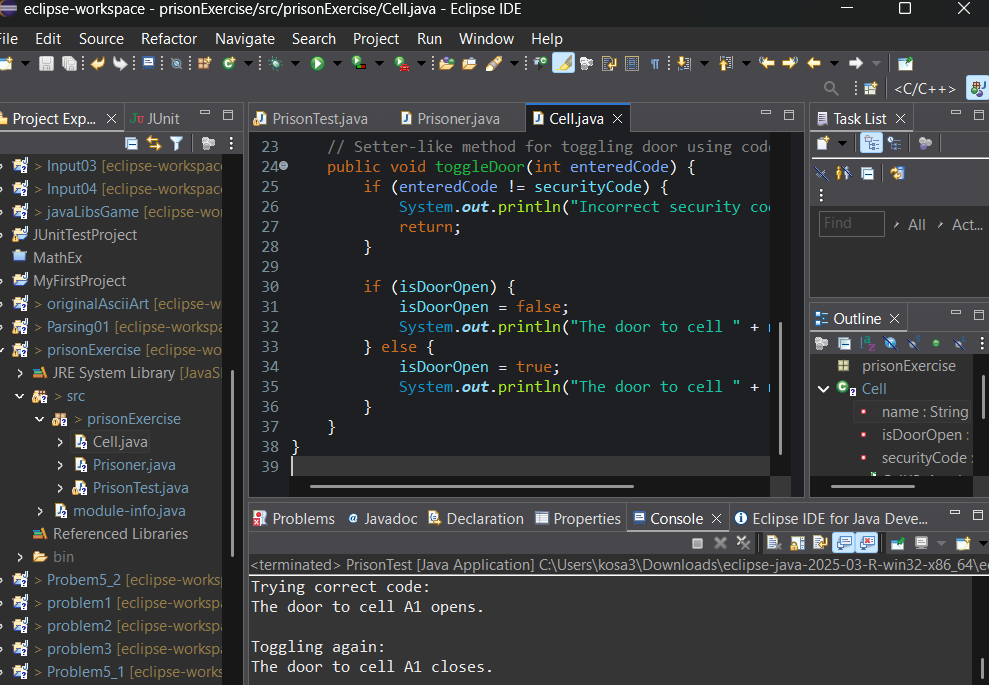 eclipse-workspace - prisonExercise/src/prisonExercise/Cell.java - Eclipse IDE
File Edit Source Refactor Navigate Search Project Run Window Help
<C/C++>
Project Exp...
JUnit
> Input03 [eclipse-workspac
> Input04 [eclipse-workspac
> javaLibsGame [eclipse-wor
JUnitTestProject
MathEx
MyFirstProject
> originalAsciiArt [eclipse-w
> Parsing01 [eclipse-workspa
> prisonExercise [eclipse-wo
JRE System Library [JavaS
> src
> prisonExercise
Cell.java
Prisoner.java
PrisonTest.java
module-info.java
Referenced Libraries
bin
> Probem5_2 [eclipse-works
> problem1 [eclipse-workspa
> problem2 [eclipse-workspa
> problem3 [eclipse-workspa
> Problem5_1 [eclipse-works
PrisonTest.java
Prisoner.java
Cell.java
23 // Setter-like method for toggling door using code
24 public void toggleDoor(int enteredCode) {
25 if (enteredCode != securityCode) {
26 System.out.println("Incorrect security co
27 return;
28 }
29
30 if (isDoorOpen) {
31 isDoorOpen = false;
32 System.out.println("The door to cell " + n
33 } else {
34 isDoorOpen = true;
35 System.out.println("The door to cell " + n
36 }
37 }
38 }
39
Task List
Find
All
Act...
Outline
prisonExercise
Cell
name : String
isDoorOpen :
securityCode :
Problems
Javadoc
Declaration
Properties
Console
Eclipse IDE for Java Deve...
<terminated> PrisonTest [Java Application] C:\Users\kosa3\Downloads\eclipse-java-2025-03-R-win32-x86_64\ec
Trying correct code:
The door to cell A1 opens.
Toggling again:
The door to cell A1 closes.